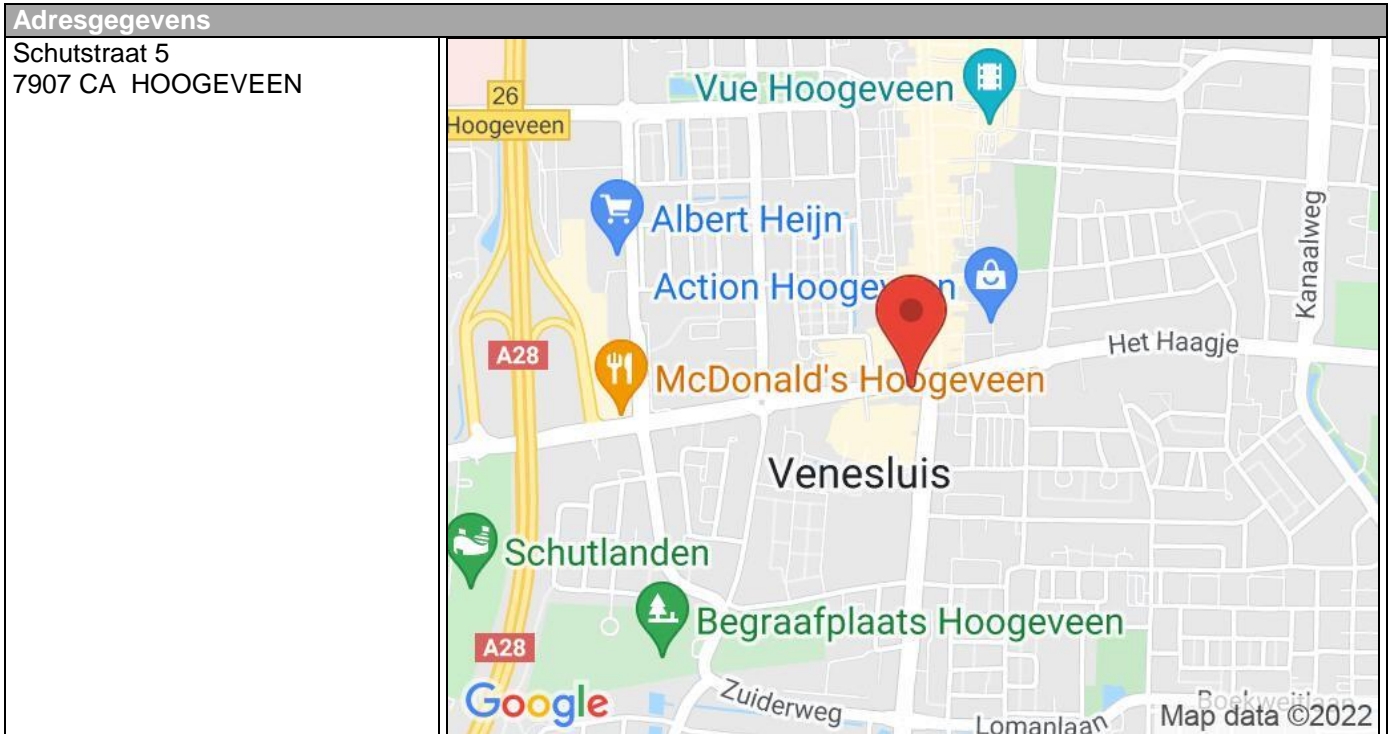 Adresgegevens
Schutstraat 5
7907 CA HOOGEVEEN
Vue Hoogeveen
26
Hoogeveen
Albert Heijn
Kanaalweg
Action Hoogeveen
Het Haagje
A28
McDonald's Hoogeveen
Venesluis
Schutlanden
Begraafplaats Hoogeveen
A28
Zuiderweg
Google
Lomanlaan
Map data ©2022